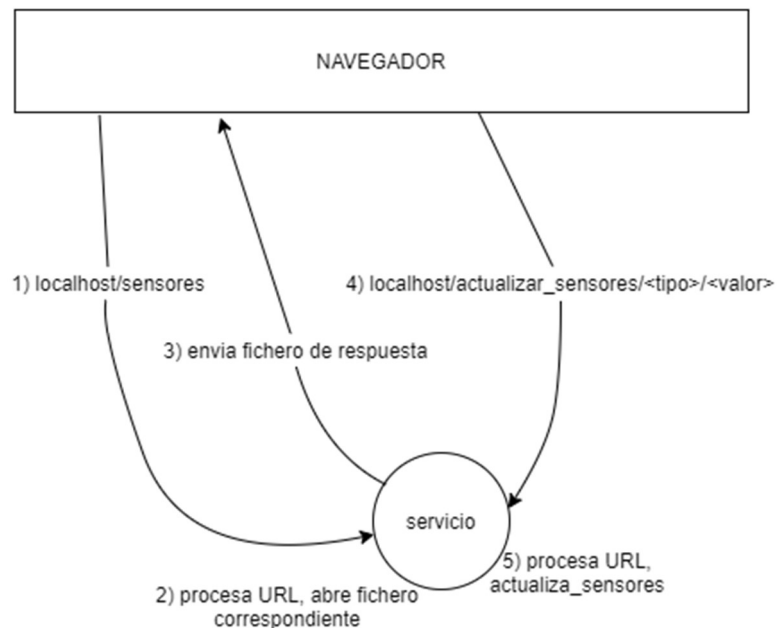 NAVEGADOR
1) localhost/sensores
4) localhost/actualizar_sensores/<tipo>/<valor>
3) envia fichero de respuesta
servicio
5) procesa URL,
actualiza_sensores
2) procesa URL, abre fichero
correspondiente